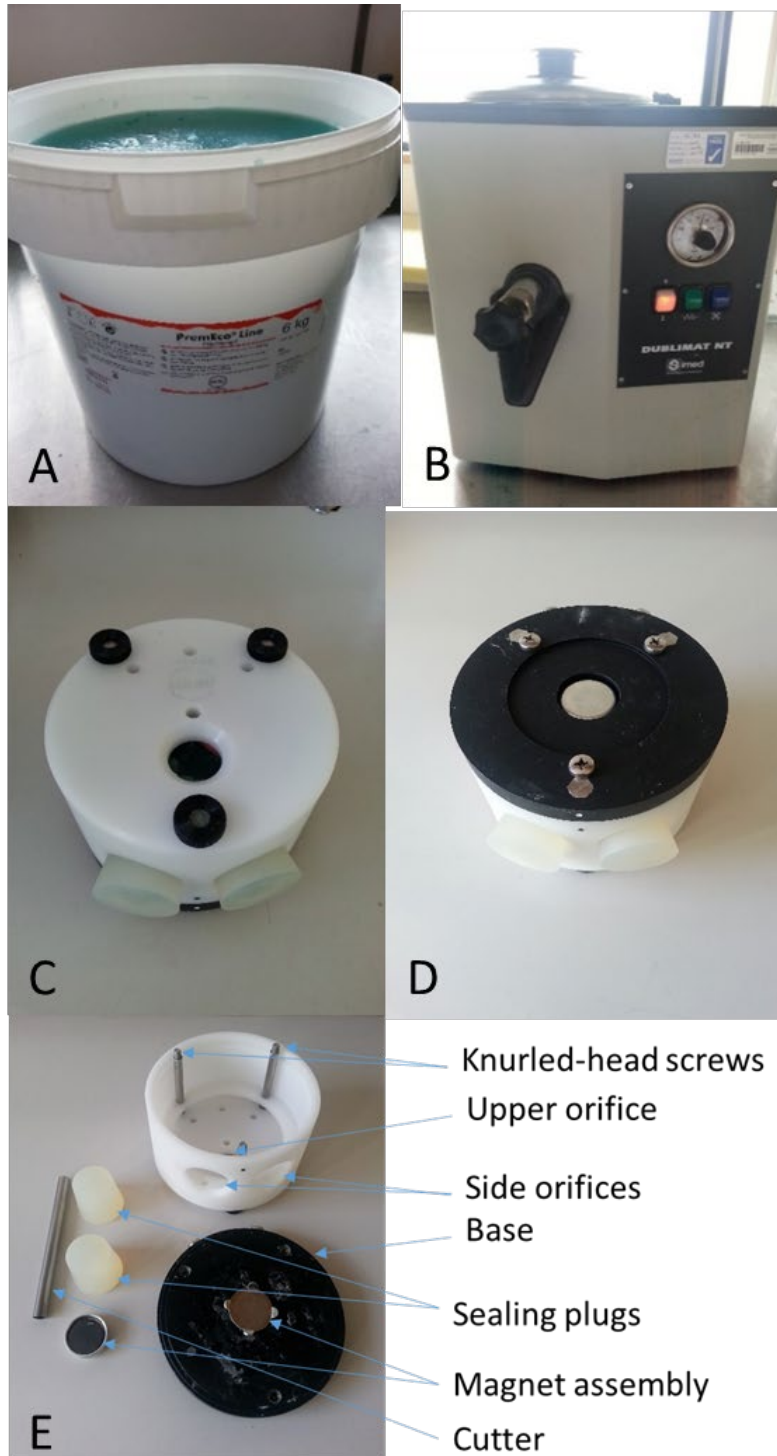 PremEco® Line
6 kg
A
DUBLIMAT NT
imed
B
C
D
Knurled-head screws
Upper orifice
Side orifices
Base
Sealing plugs
Magnet assembly
Cutter
E